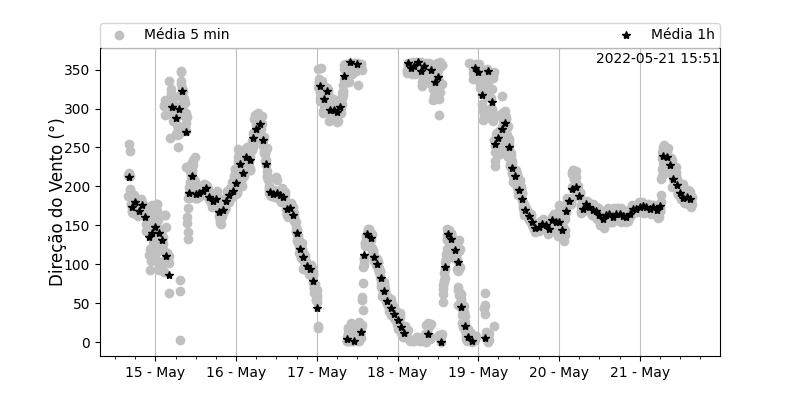 Média 5 min
Média 1h
2022-05-21 15:51
Direção do Vento (°)
350
300
250
200
150
100
50
0
15 - May
16 - May
17 - May
18 - May
19 - May
20 - May
21 - May